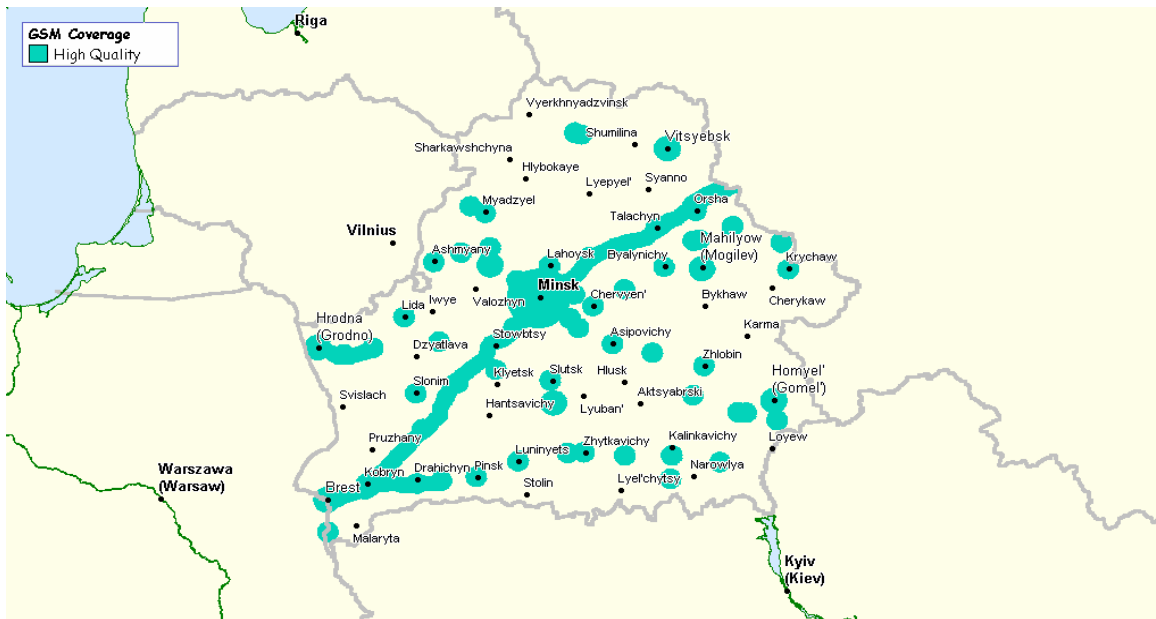 Riga
GSM Coverage
High Quality
Vyerkhnyadzvinsk
Shumilina
Vitsyebsk
Sharkawshchyna
Hlybokaye
Lyepyel'
Syanno
Myadzyel
Orsha
Talachyn
Vilnius
Ashmyany
Lahoysk
Byalynichy
Mahilyow
(Mogilev)
Krychaw
Minsk
Valozhyn
Iwye
Lida
Chervyen'
Bykhaw
Cherykaw
Hrodna
(Grodno)
Stowbtsy
Asipovichy
Karma
Dzyatlava
Zhlobin
Homyel'
(Gomel')
Slonim
Klyetsk
Slutsk
Hlusk
Svislach
Hantsavichy
Lyuban'
Aktsyabrski
Pruzhany
Luninyets
Zhytkavichy
Kalinkavichy
Loyew
Warszawa
(Warsaw)
Kobryn
Drahichyn
Pinsk
Narowlya
Brest
Stolin
Lyel'chytsy
Malaryta
Kyiv
(Kiev)